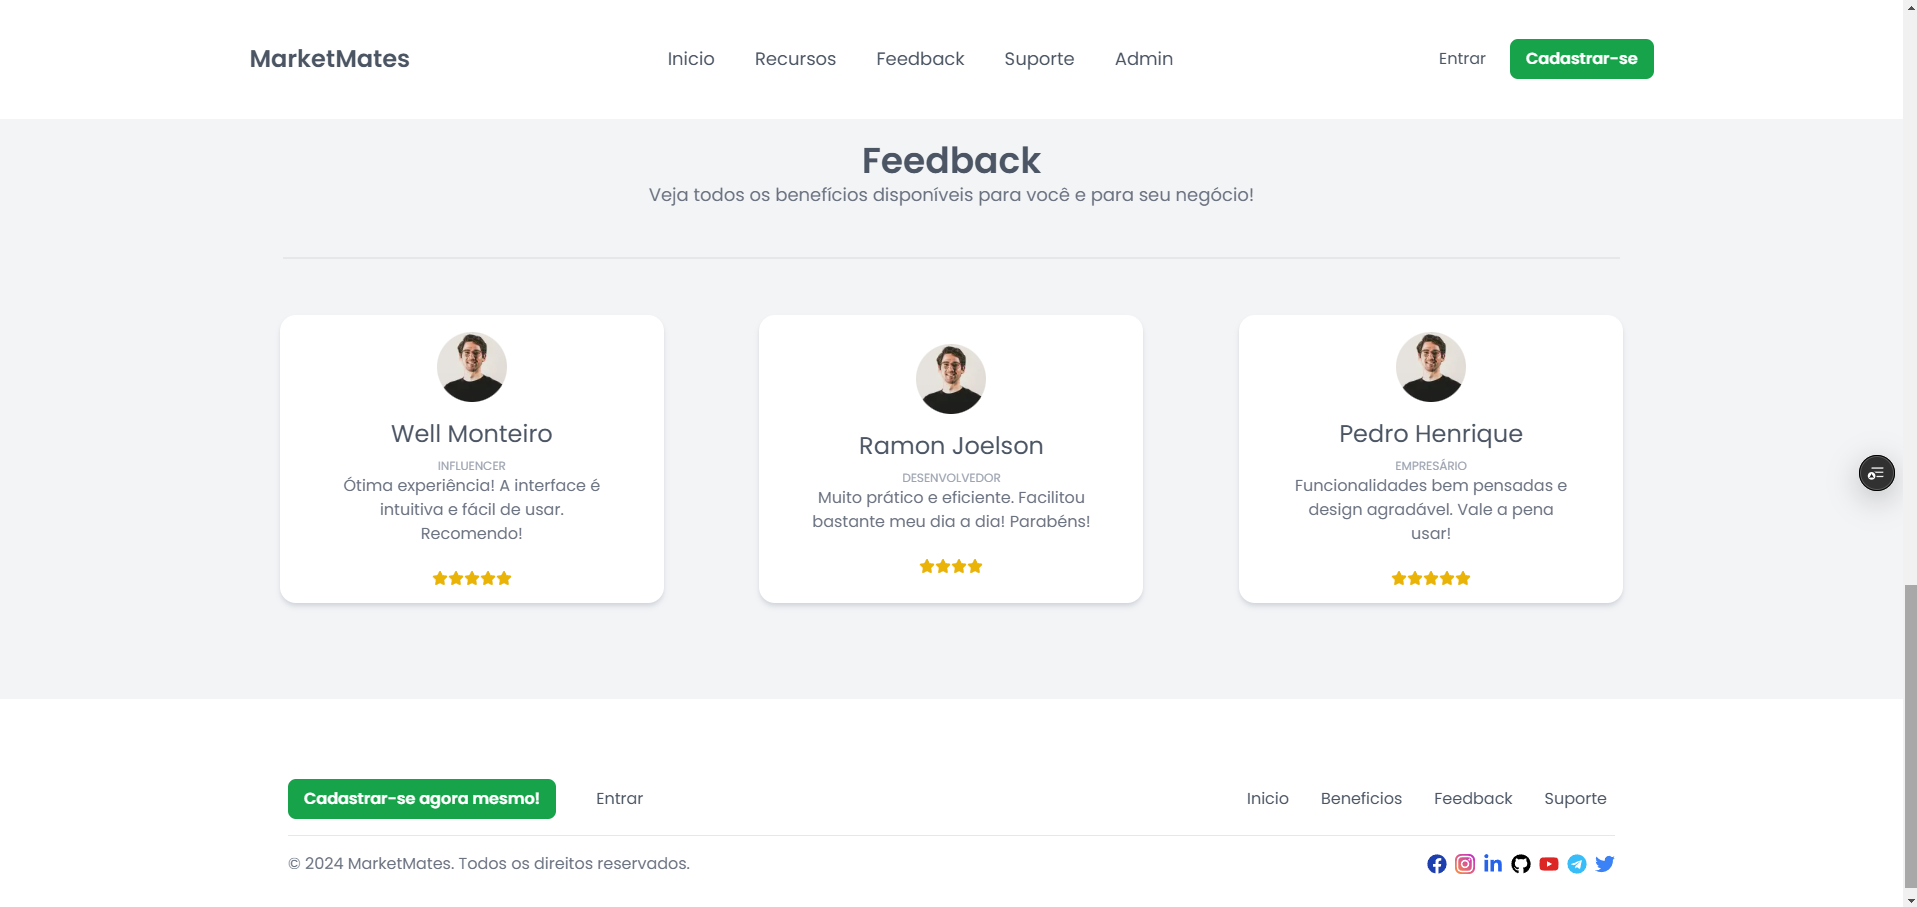 MarketMates
Inicio
Recursos
Feedback
Suporte
Admin
Entrar
Cadastrar-se
Feedback
Veja todos os benefícios disponíveis para você e para seu negócio!
Well Monteiro
INFLUENCER
Ótima experiência! A interface é
intuitiva e fácil de usar.
Recomendo!
Ramon Joelson
DESENVOLVEDOR
Muito prático e eficiente. Facilitou
bastante meu dia a dia! Parabéns!
Pedro Henrique
EMPRESÁRIO
Funcionalidades bem pensadas e
design agradável. Vale a pena
usar!
Cadastrar-se agora mesmo!
Entrar
Inicio
Beneficios
Feedback
Suporte
© 2024 MarketMates. Todos os direitos reservados.